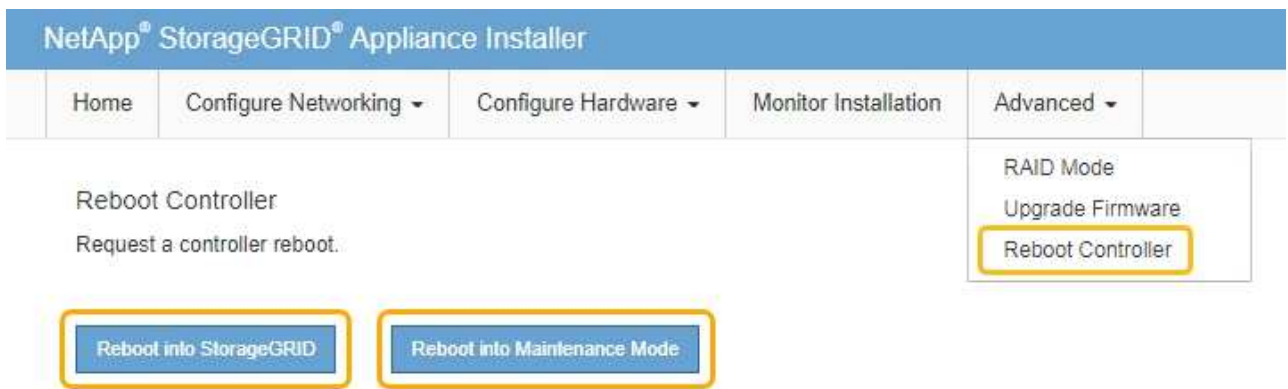 NetApp® StorageGRID® Appliance Installer
Home Configure Networking Configure Hardware Monitor Installation Advanced
RAID Mode
Upgrade Firmware
Reboot Controller
Reboot Controller
Request a controller reboot.
Reboot into StorageGRID Reboot into Maintenance Mode